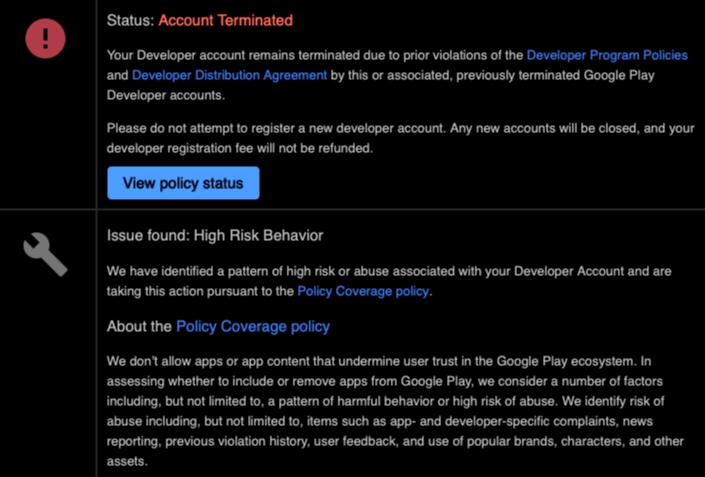 Status: Account Terminated
Your Developer account remains terminated due to prior violations of the Developer Program Policies
and Developer Distribution Agreement by this or associated, previously terminated Google Play
Developer accounts.
Please do not attempt to register a new developer account. Any new accounts will be closed, and your
developer registration fee will not be refunded.
View policy status
Issue found: High Risk Behavior
We have identified a pattern of high risk or abuse associated with your Developer Account and are
taking this action pursuant to the Policy Coverage policy.
About the Policy Coverage policy
We don't allow apps or app content that undermine user trust in the Google Play ecosystem. In
assessing whether to include or remove apps from Google Play, we consider a number of factors
including, but not limited to, a pattern of harmful behavior or high risk of abuse. We identify risk of
abuse including, but not limited to, items such as app- and developer-specific complaints, news
reporting, previous violation history, user feedback, and use of popular brands, characters, and other
assets.